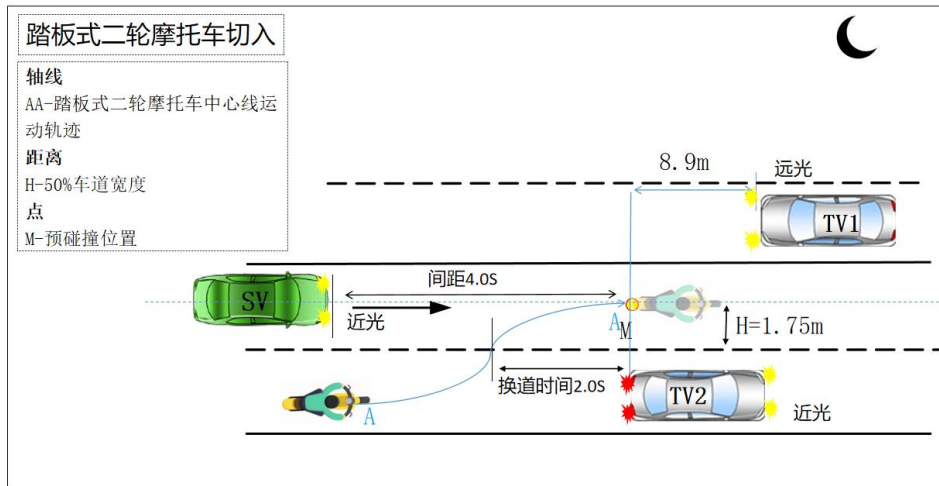 踏板式二轮摩托车切入
轴线
AA-踏板式二轮摩托车中心线运
动轨迹
距离
H-50%车道宽度
点
M-预碰撞位置
8.9m
远光
TV1
间距4.0S
SV
近光
A
M
H=1.75m
换道时间2.0S
TV2
A
近光